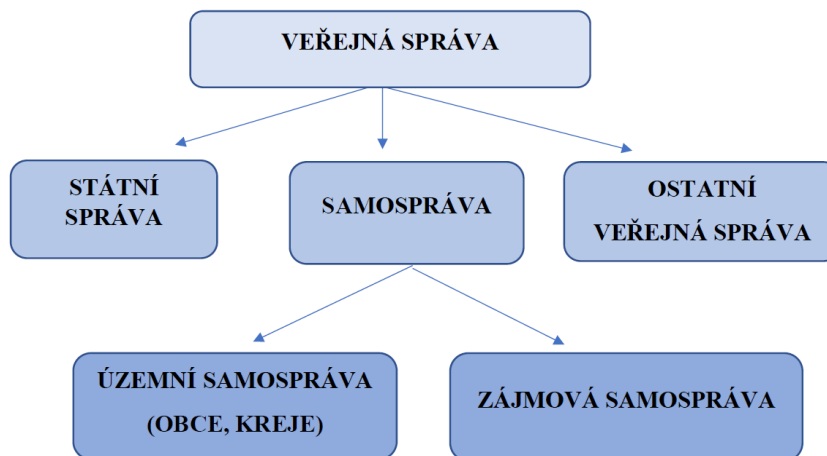 VEŘEJNÁ SPRÁVA
STÁTNÍ
SPRÁVA
SAMOSPRÁVA
OSTATNÍ
VEŘEJNÁ SPRÁVA
ÚZEMNÍ SAMOSPRÁVA
(OBCE, KREJE)
ZÁJMOVÁ SAMOSPRÁVA